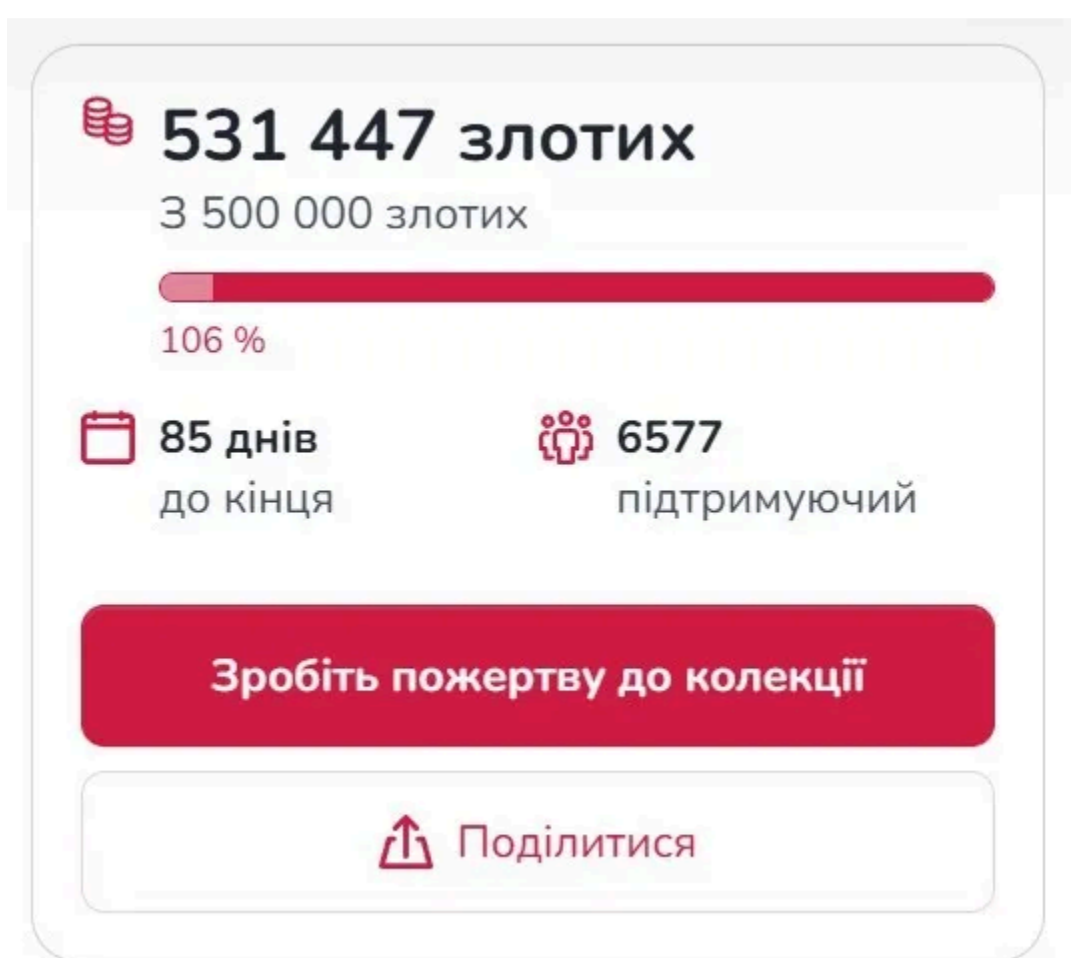 531 447 злотих
З 500 000 злотих
106 %
85 днів
до кінця
6577
підтримуючий
Зробіть пожертву до колекції
Поділитися